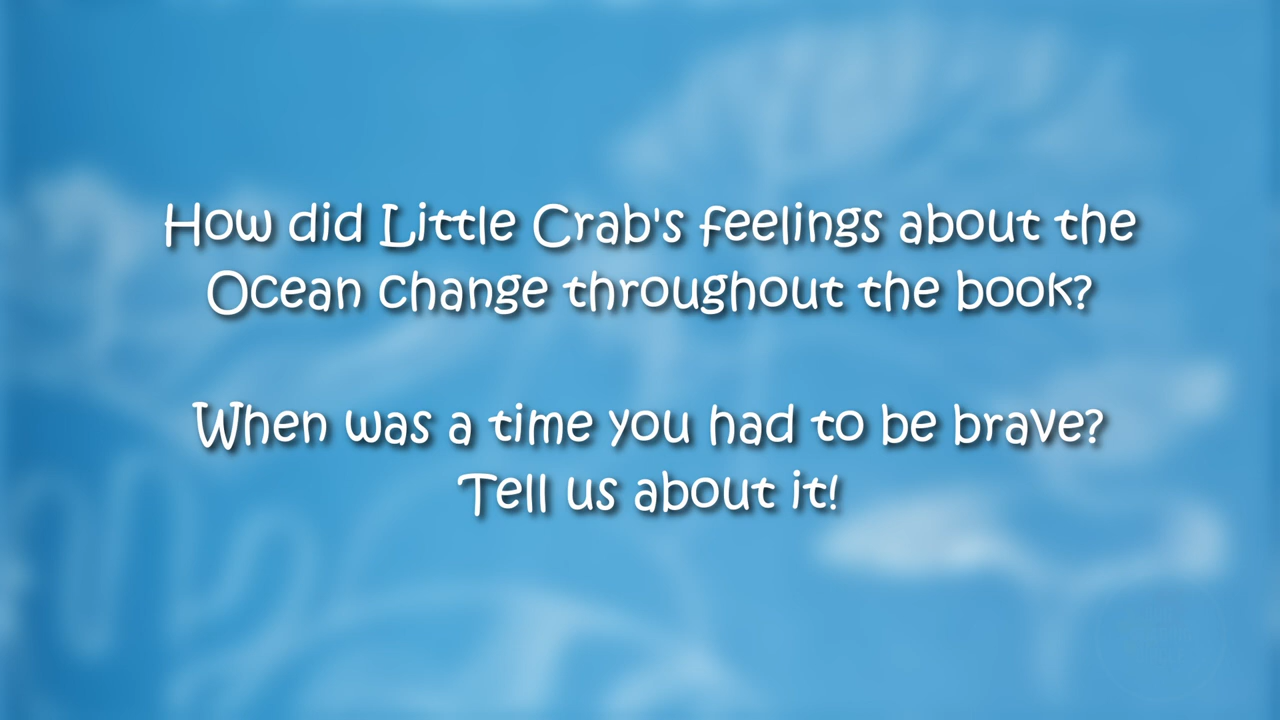 How did Little Crab's feelings about the
Ocean change throughout the book?
When was a time you had to be brave?
Tell us about it!